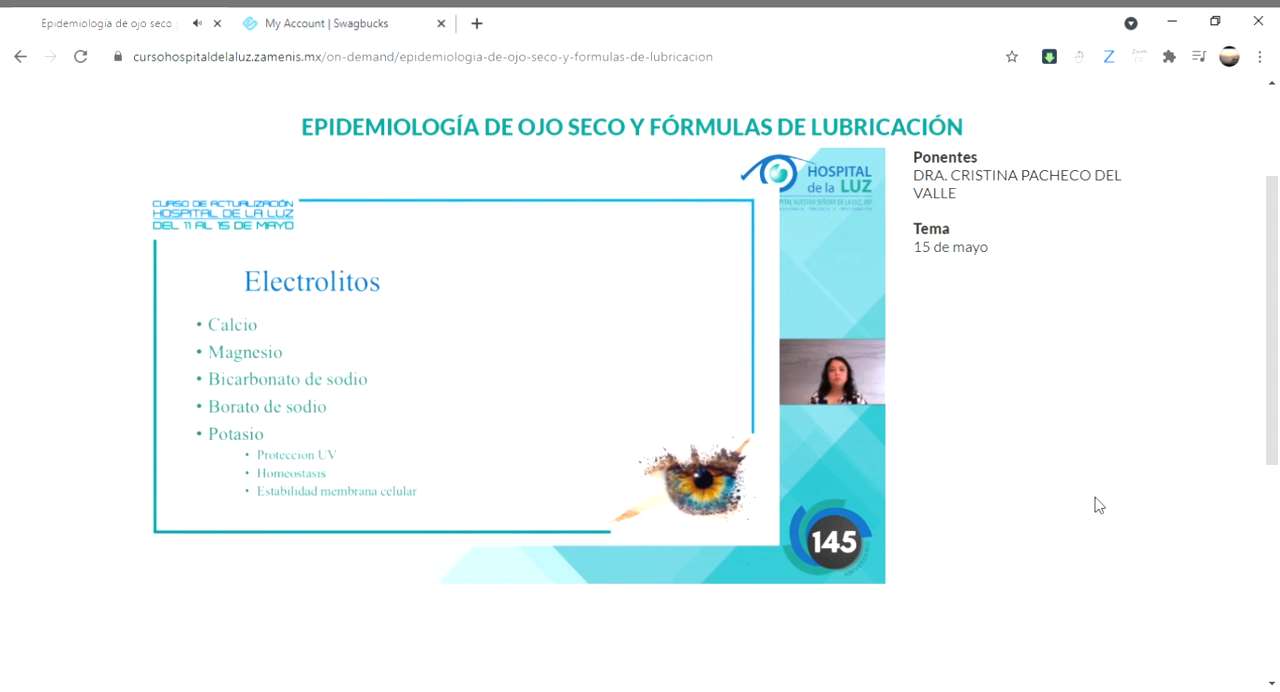 Epidemiología de ojo seco
My Account | Swagbucks
cursohospitaldelaluz.zamenis.mx/on-demand/epidemiologia-de-ojo-seco-y-formulas-de-lubricacion
EPIDEMIOLOGÍA DE OJO SECO Y FÓRMULAS DE LUBRICACIÓN
HOSPITAL
de la LUZ
CURSO DE ACTUALIZACIÓN
HOSPITAL DE LA LUZ
DEL 11 AL 15 DE MAYO
Electrolitos
• Calcio
• Magnesio
• Bicarbonato de sodio
• Borato de sodio
• Potasio
• Proteccion UV
• Homeostasis
• Estabilidad membrana celular
145
Ponentes
DRA. CRISTINA PACHECO DEL
VALLE
Tema
15 de mayo